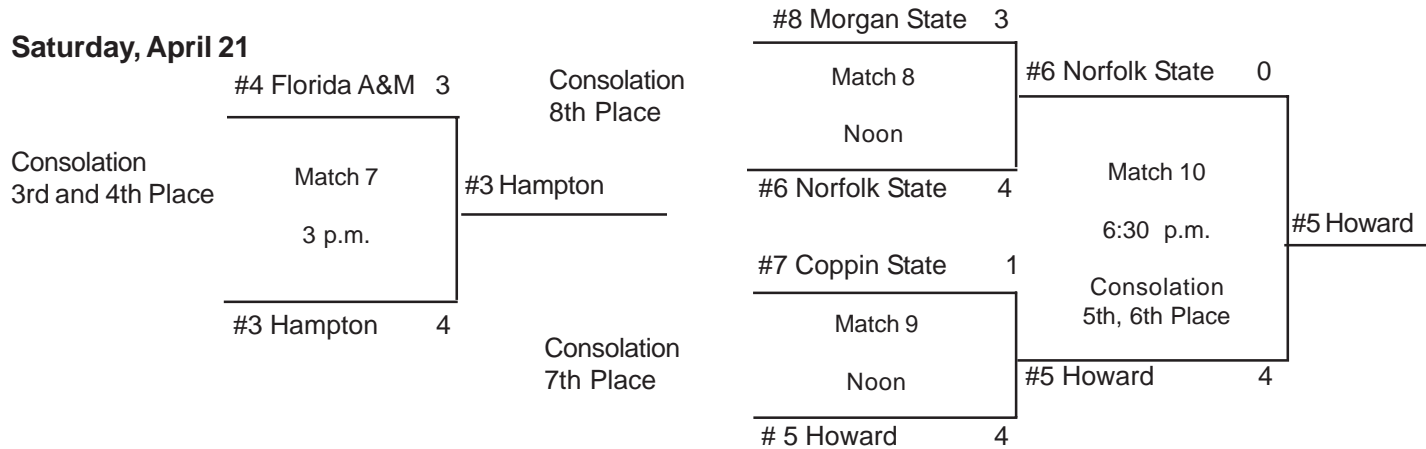 Saturday, April 21
#4 Florida A&M 3
Consolation
3rd and 4th Place
Match 7
3 p.m.
#3 Hampton
#3 Hampton 4
Consolation
8th Place
#8 Morgan State 3
Match 8
Noon
#6 Norfolk State 4
#6 Norfolk State 0
Consolation
7th Place
#7 Coppin State 1
Match 9
Noon
# 5 Howard 4
Match 10
6:30 p.m.
Consolation
5th, 6th Place
#5 Howard 4
#5 Howard